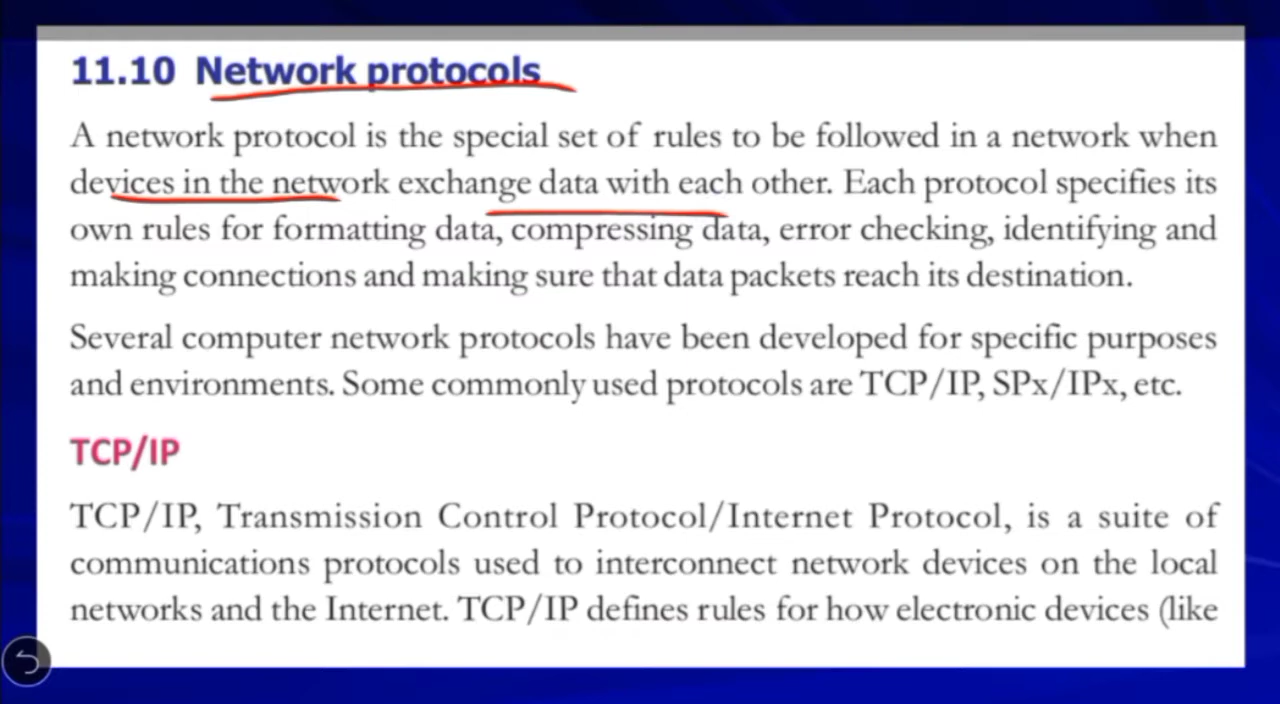 11.10 Network protocols
A network protocol is the special set of rules to be followed in a network when
devices in the network exchange data with each other. Each protocol specifies its
own rules for formatting data, compressing data, error checking, identifying and
making connections and making sure that data packets reach its destination.
Several computer network protocols have been developed for specific purposes
and environments. Some commonly used protocols are TCP/IP, SPx/IPx, etc.
TCP/IP
TCP/IP, Transmission Control Protocol/Internet Protocol, is a suite of
communications protocols used to interconnect network devices on the local
networks and the Internet. TCP/IP defines rules for how electronic devices (like